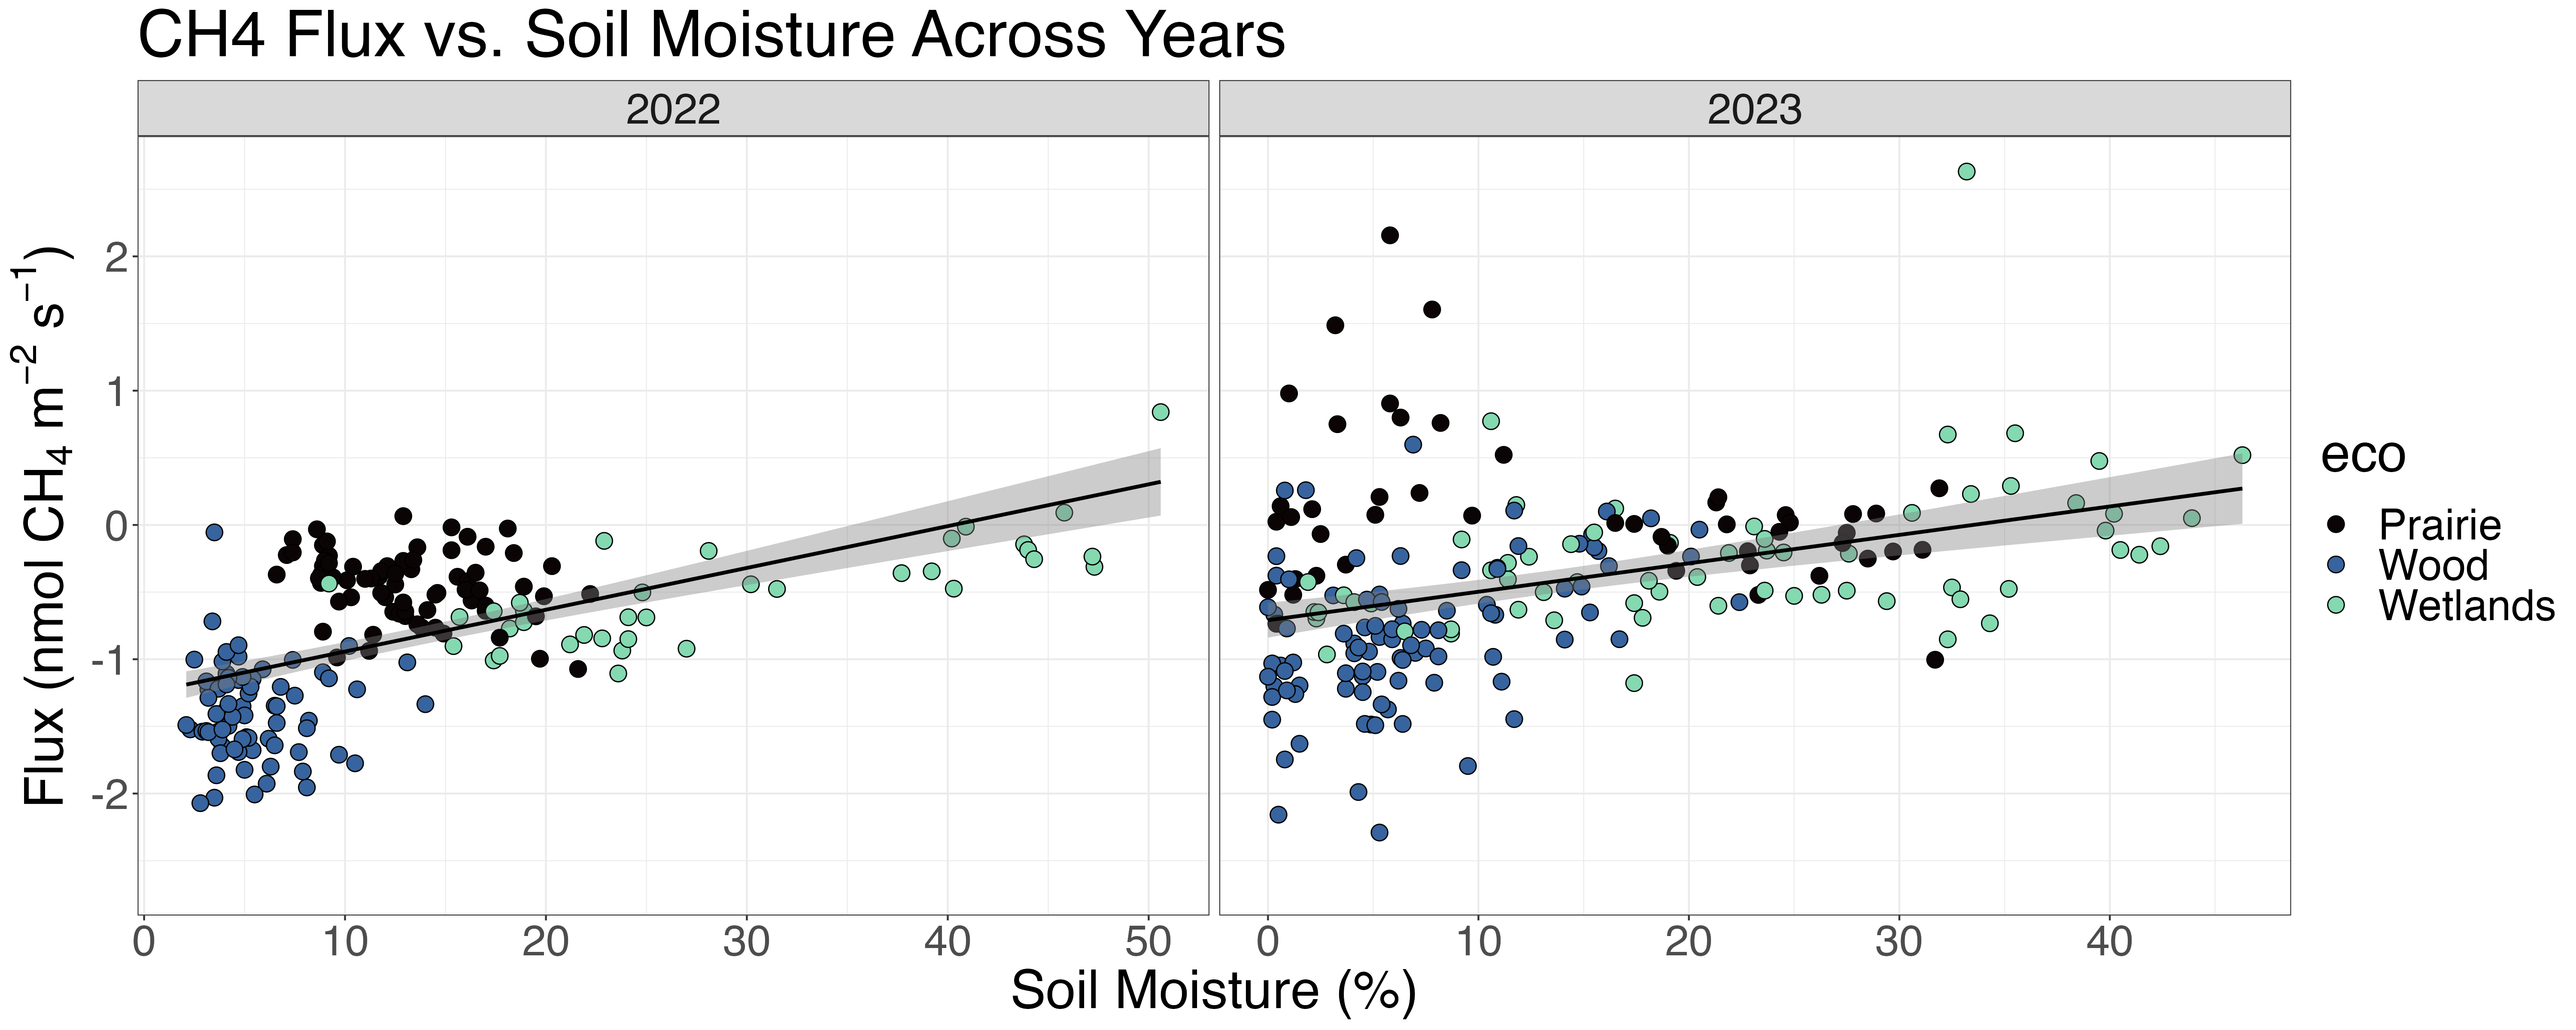 CH4 Flux vs. Soil Moisture Across Years
2022
2023
Flux (nmol CH₄ m⁻² s⁻¹)
2
1
0
-1
-2
0 10 20 30 40 50
0 10 20 30 40
Soil Moisture (%)
eco
Prairie
Wood
Wetlands